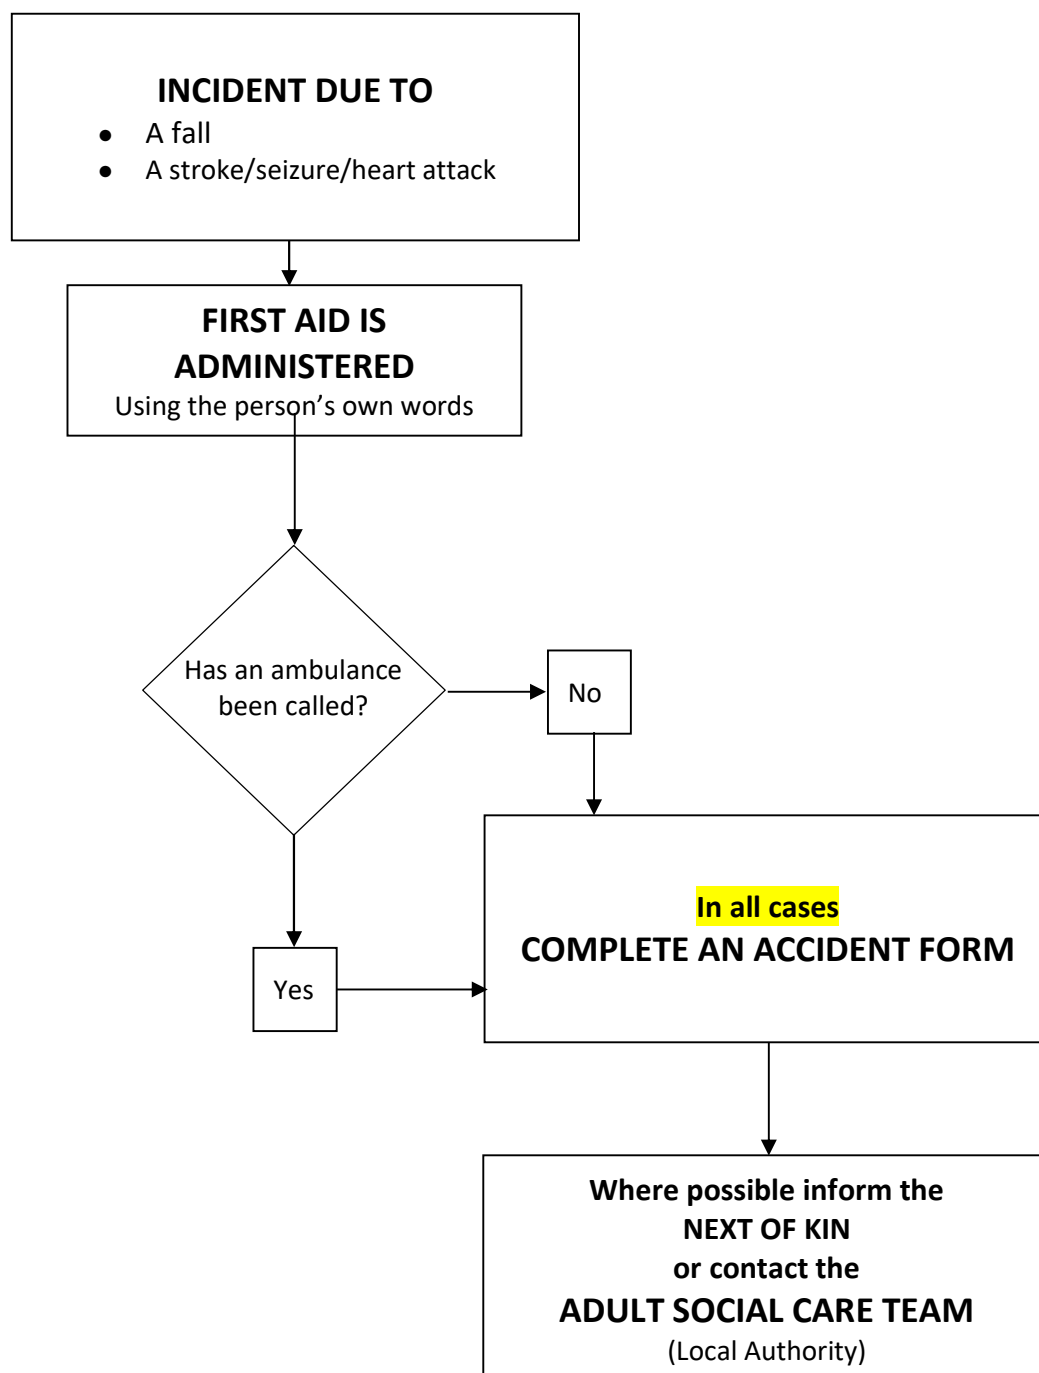 INCIDENT DUE TO
● A fall
● A stroke/seizure/heart attack
FIRST AID IS
ADMINISTERED
Using the person’s own words
Has an ambulance
been called?
No
Yes
In all cases
COMPLETE AN ACCIDENT FORM
Where possible inform the
NEXT OF KIN
or contact the
ADULT SOCIAL CARE TEAM
(Local Authority)